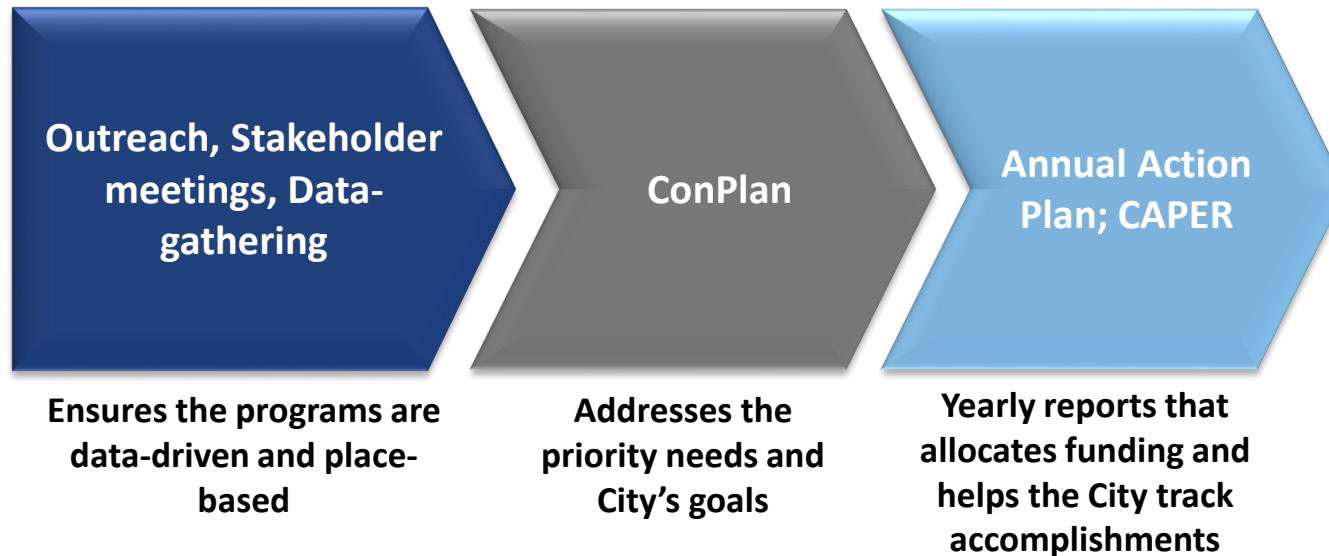 Outreach, Stakeholder
meetings, Data-
gathering
ConPlan
Annual Action
Plan; CAPER
Ensures the programs are
data-driven and place-
based
Addresses the
priority needs and
City’s goals
Yearly reports that
allocates funding and
helps the City track
accomplishments